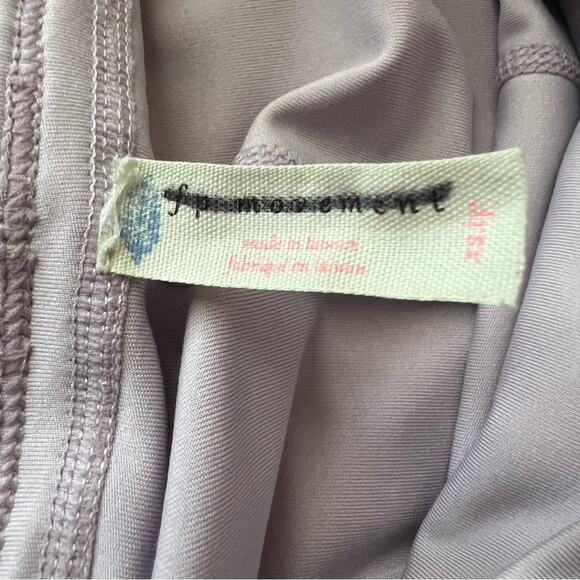 fp movement
made in taiwan
fabriqué en taiwan
xs/p